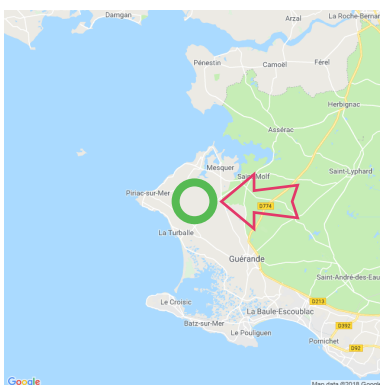 Damgan
Arzal
La Roche-Bernar
Pénestin
Camoël
Férel
Herbignac
Assérac
Mesquer
Saint-Molf
Saint-Lyphard
Piriac-sur-Mer
D774
La Turballe
Guérande
Saint-André-des-Eau
D213
Le Croisic
La Baule-Escoublac
Batz-sur-Mer
D392
Le Pouliguen
Pornichet
D92
Google
Map data ©2018 Google